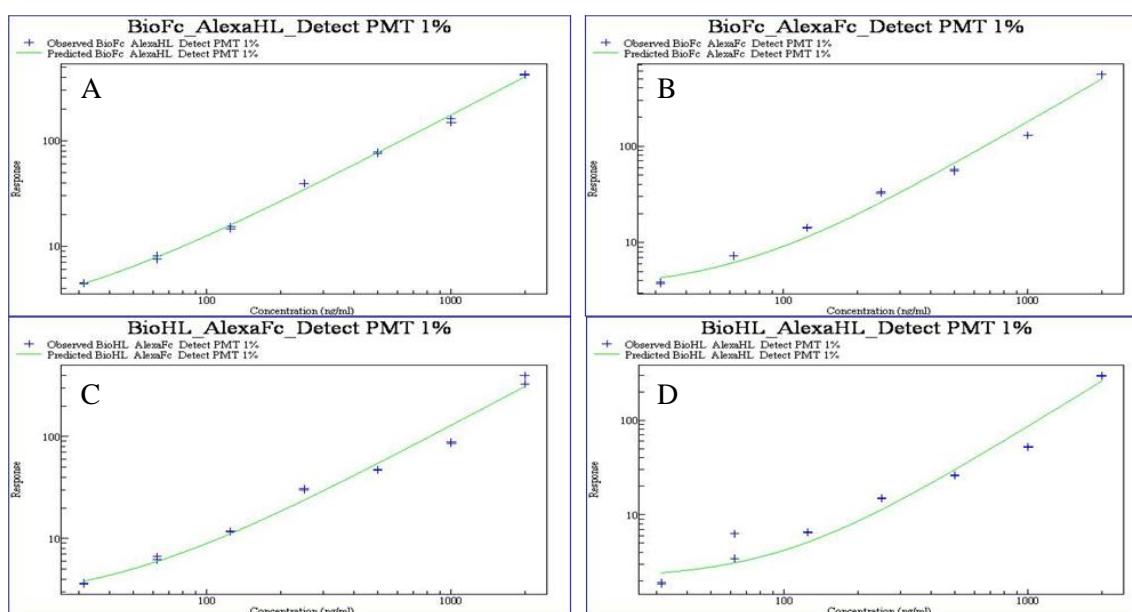 BioFc_AlexaHL_Detect PMT 1%
Observed BioFc AlexaHL Detect PMT 1%
Predicted BioFc AlexaHL Detect PMT 1%
A
100
10
Response
100
1000
Concentration (ng/ml)
BioFc_AlexaFc_Detect PMT 1%
Observed BioFc AlexaFc Detect PMT 1%
Predicted BioFc AlexaFc Detect PMT 1%
B
100
10
Response
100
1000
Concentration (ng/ml)
BioHL_AlexaFc_Detect PMT 1%
Observed BioHL AlexaFc Detect PMT 1%
Predicted BioHL AlexaFc Detect PMT 1%
C
100
10
Response
100
1000
Concentration (ng/ml)
BioHL_AlexaHL_Detect PMT 1%
Observed BioHL AlexaHL Detect PMT 1%
Predicted BioHL AlexaHL Detect PMT 1%
D
100
10
Response
100
1000
Concentration (ng/ml)